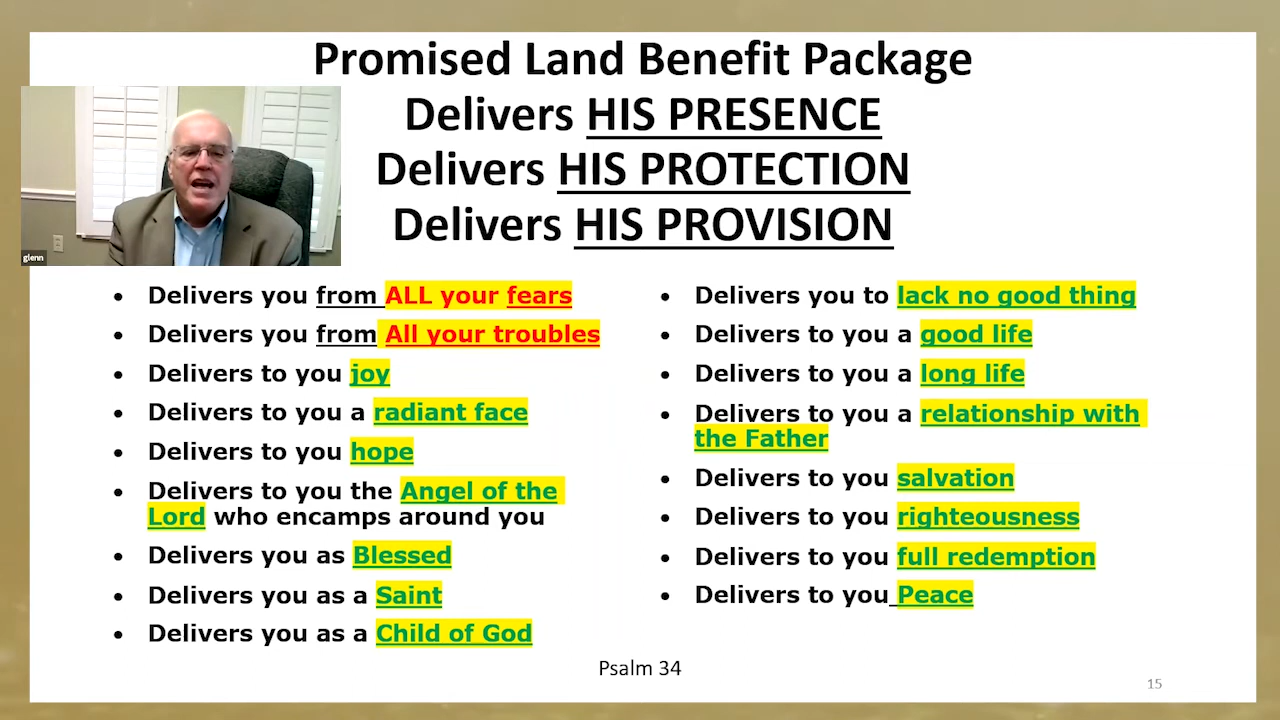 Promised Land Benefit Package
Delivers HIS PRESENCE
Delivers HIS PROTECTION
Delivers HIS PROVISION
glenn
Delivers you from ALL your fears
Delivers you from All your troubles
Delivers to you joy
Delivers to you a radiant face
Delivers to you hope
Delivers to you the Angel of the
Lord who encamps around you
Delivers you as Blessed
Delivers you as a Saint
Delivers you as a Child of God
Delivers you to lack no good thing
Delivers to you a good life
Delivers to you a long life
Delivers to you a relationship with
the Father
Delivers to you salvation
Delivers to you righteousness
Delivers to you full redemption
Delivers to you Peace
Psalm 34
15